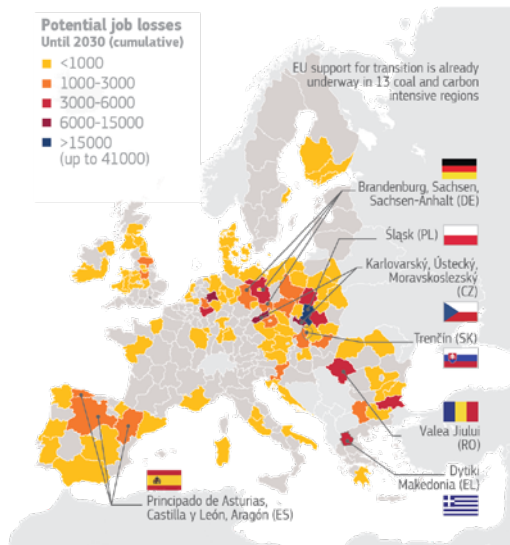 Potential job losses
Until 2030 (cumulative)
<1000
1000-3000
3000-6000
6000-15000
>15000
(up to 41000)
EU support for transition is already
underway in 13 coal and carbon
intensive regions
Brandenburg, Sachsen,
Sachsen-Anhalt (DE)
Śląsk (PL)
Karlovarský, Ústecký,
Moravskoslezský
(CZ)
Trenčín (SK)
Valea Jiului
(RO)
Dytiki
Makedonia (EL)
Principado de Asturias,
Castilla y León, Aragón (ES)